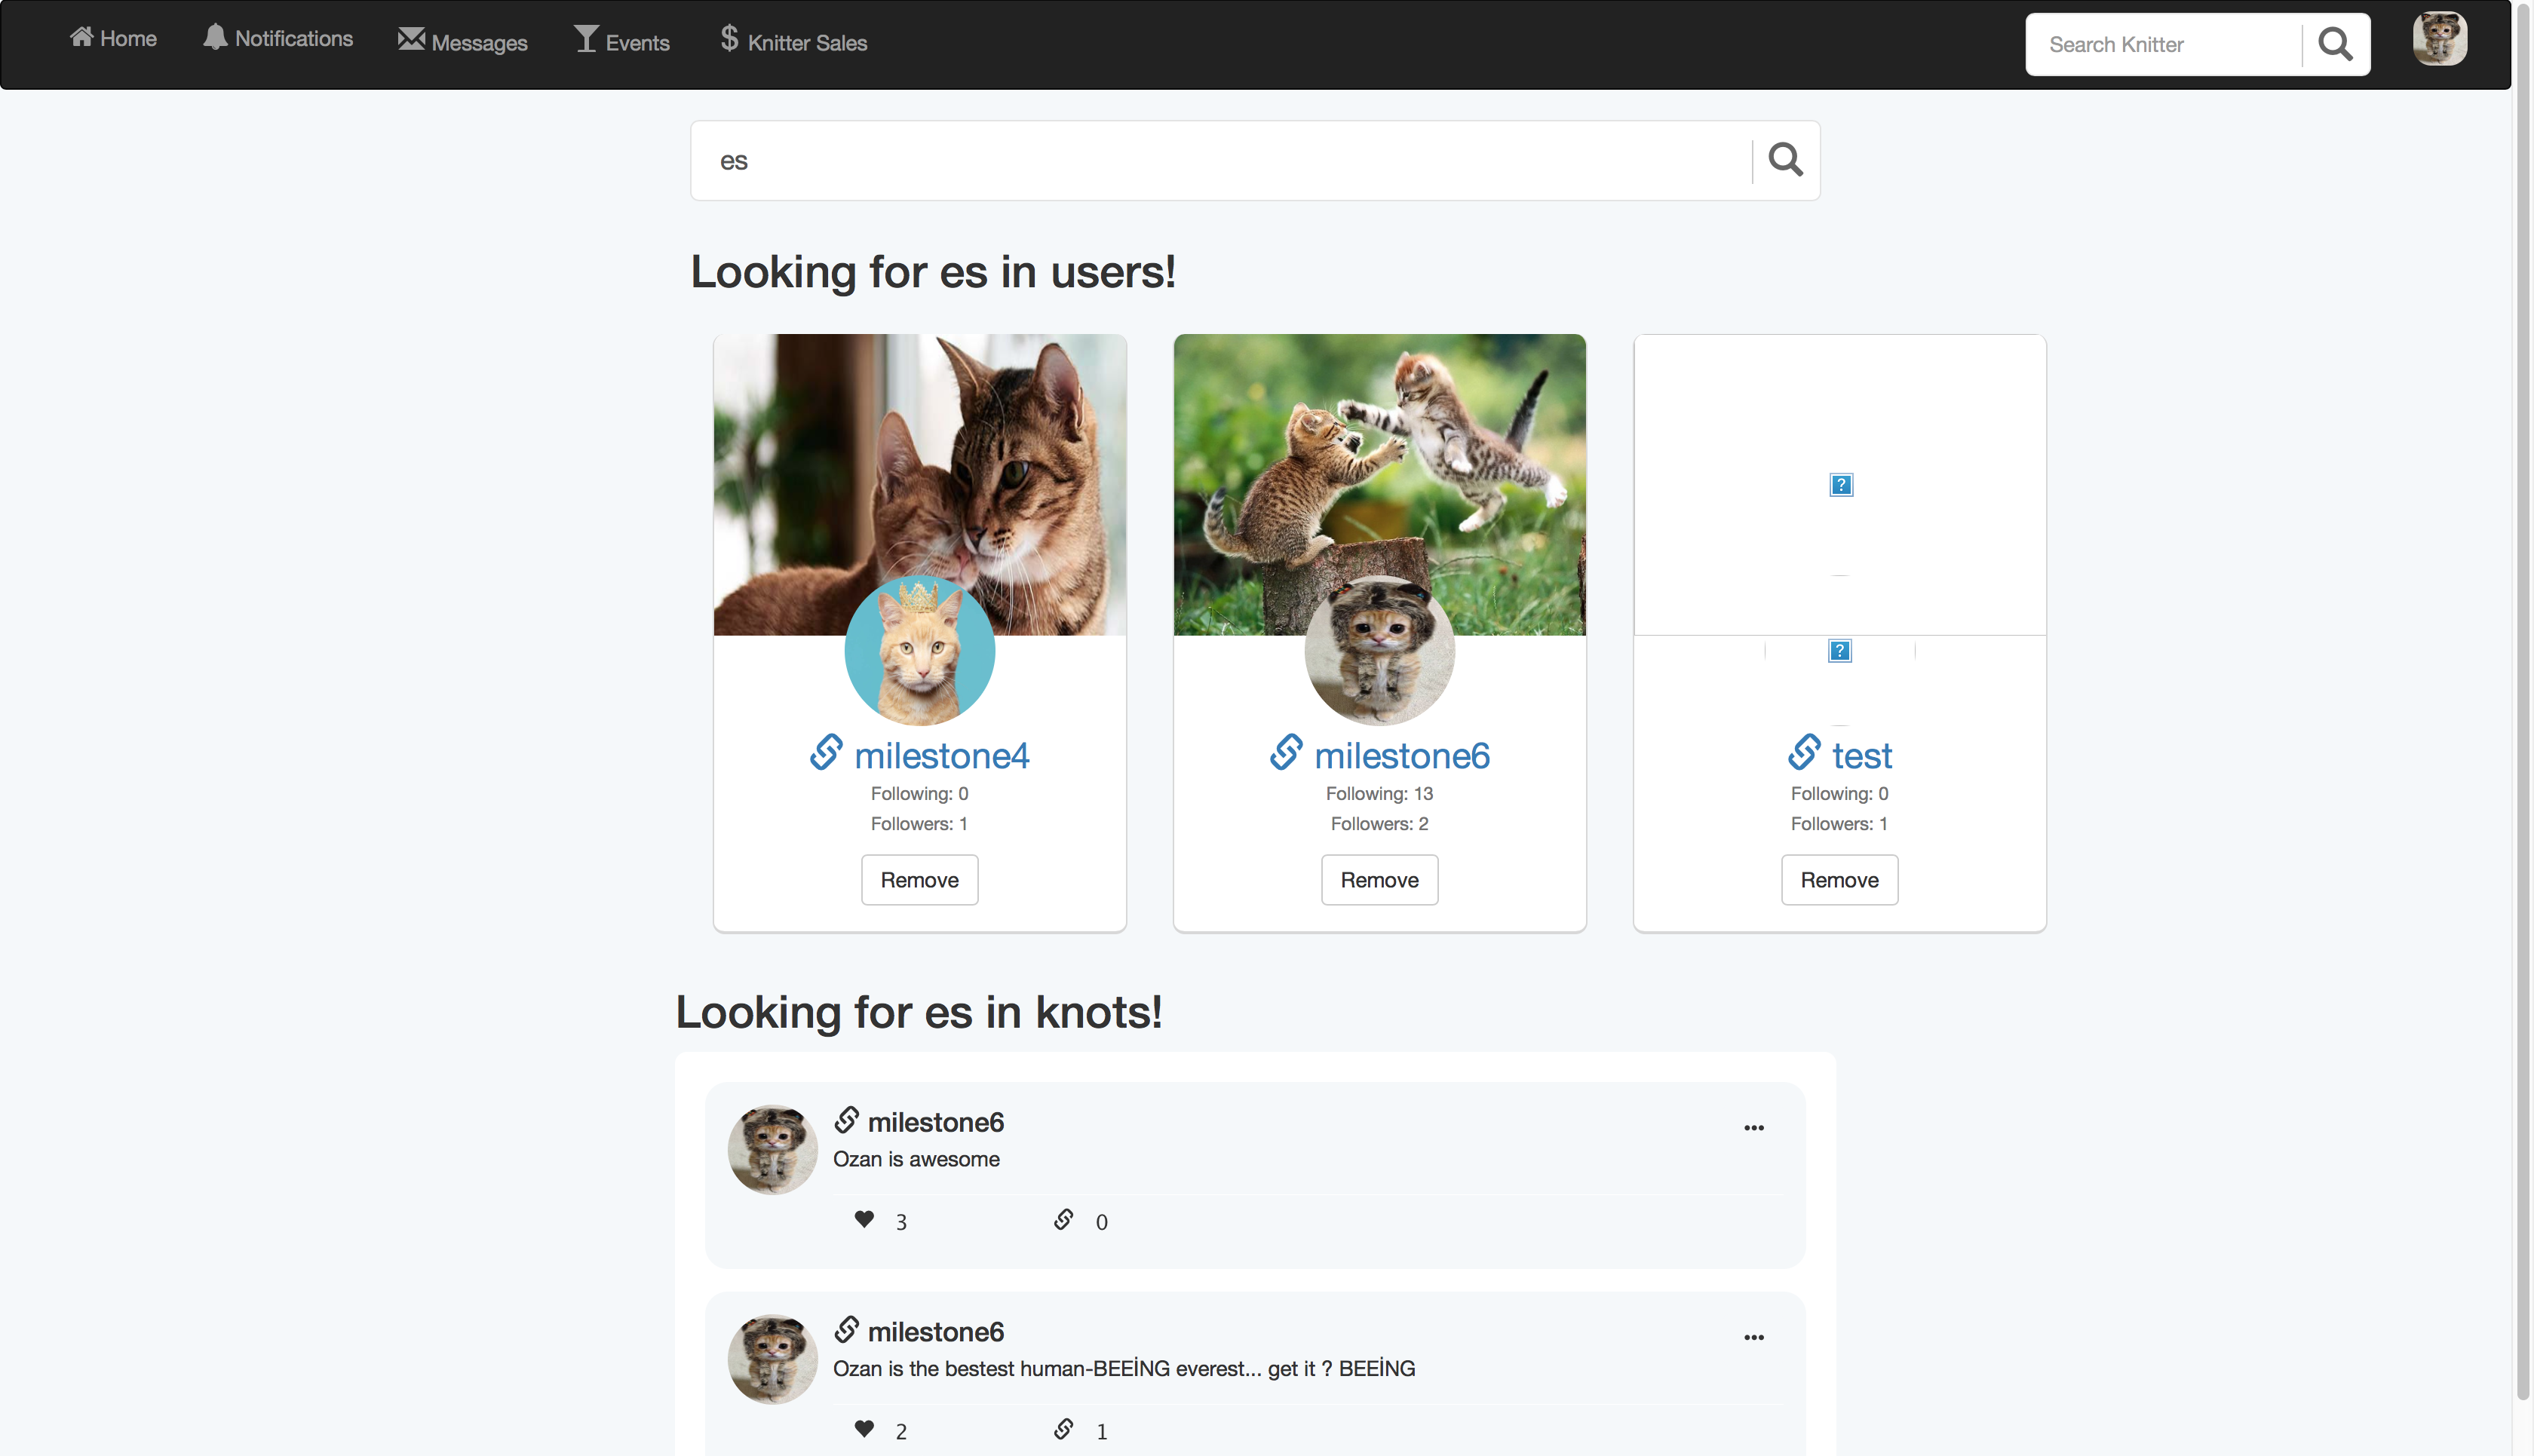 Home Notifications Messages Events $ Knitter Sales Search Knitter
es
Looking for es in users!
milestone4
Following: 0
Followers: 1
Remove
milestone6
Following: 13
Followers: 2
Remove
?
?
test
Following: 0
Followers: 1
Remove
Looking for es in knots!
milestone6
Ozan is awesome
3 0
milestone6
Ozan is the bestest human-BEEİNG everest... get it ? BEEİNG
2 1